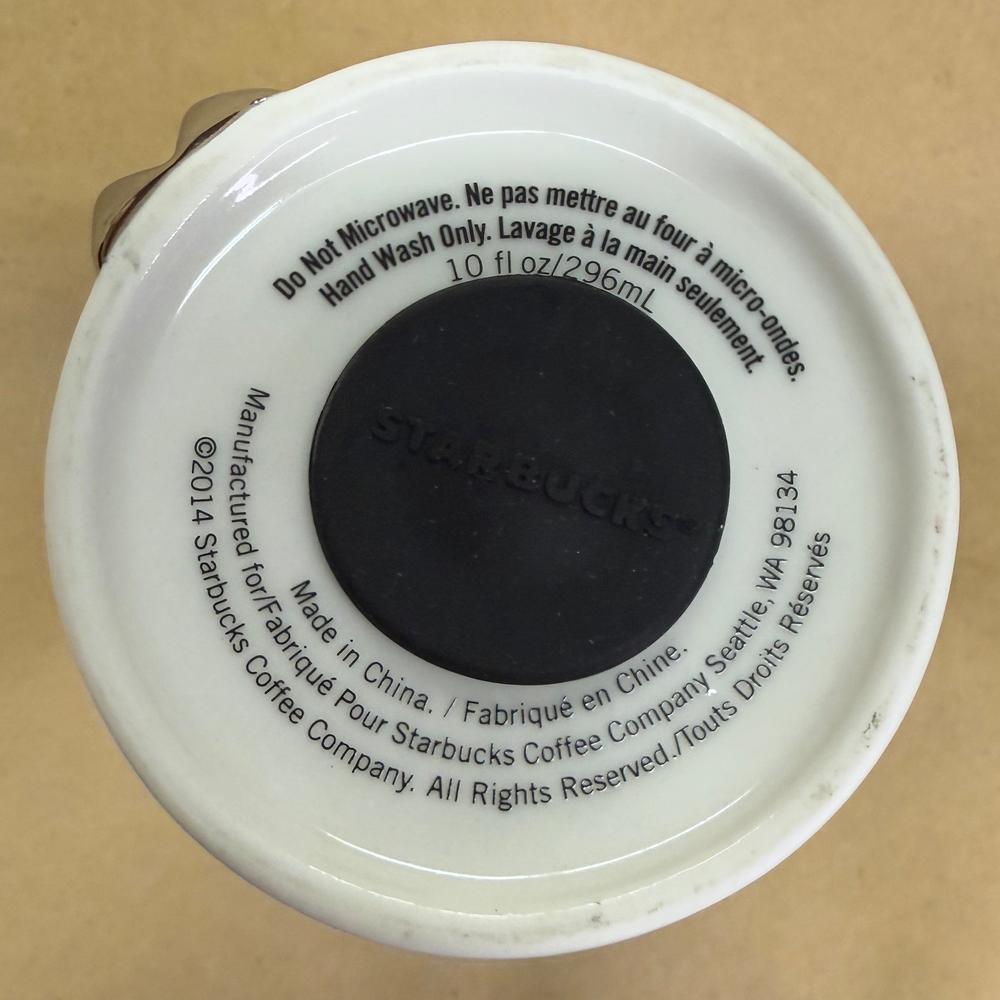 Do Not Microwave. Ne pas mettre au four à micro-ondes.
Hand Wash Only. Lavage à la main seulement.
10 fl oz/296mL
STARBUCKS
Made in China. / Fabriqué en Chine.
Manufactured for/Fabriqué Pour Starbucks Coffee Company Seattle, WA 98134
©2014 Starbucks Coffee Company. All Rights Reserved./Touts Droits Réservés